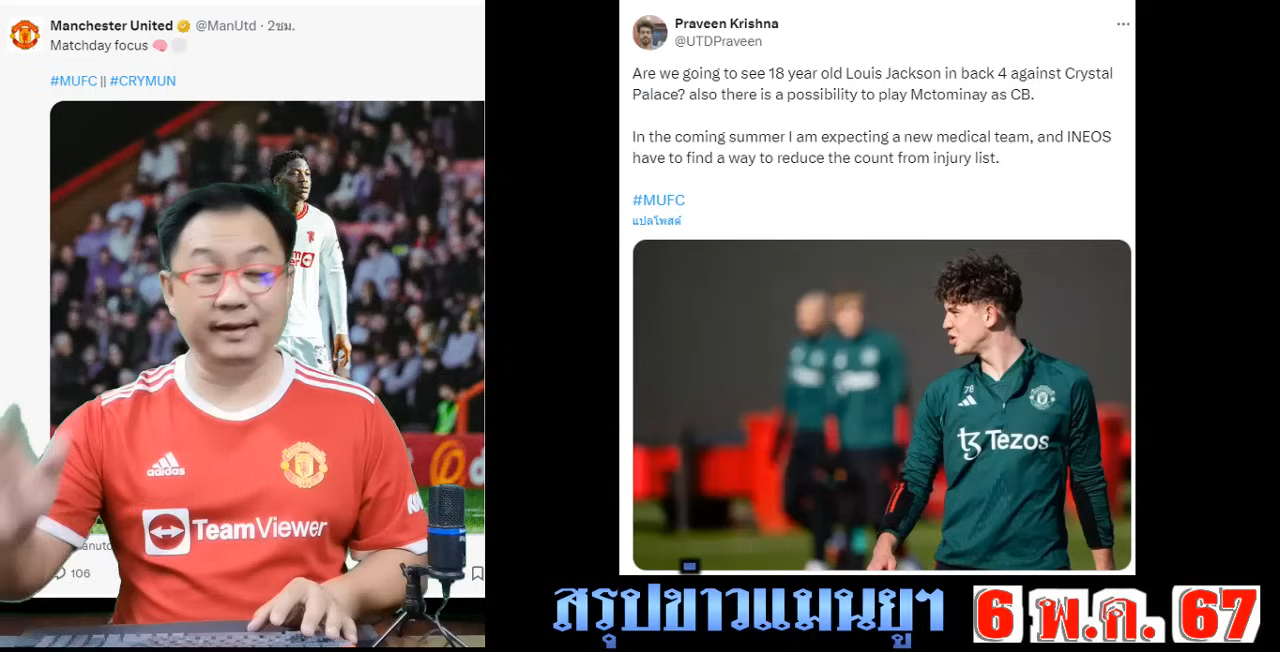 Manchester United @ManUtd · 2ชม.
Matchday focus
#MUFC || #CRYMUN
106
adidas
TeamViewer
Praveen Krishna
@UTDPraveen
Are we going to see 18 year old Louis Jackson in back 4 against Crystal
Palace? also there is a possibility to play Mctominay as CB.
In the coming summer I am expecting a new medical team, and INEOS
have to find a way to reduce the count from injury list.
#MUFC
แปลโพสต์
78
Tezos
สรุปข่าวแมนยูฯ
6 พ.ค. 67